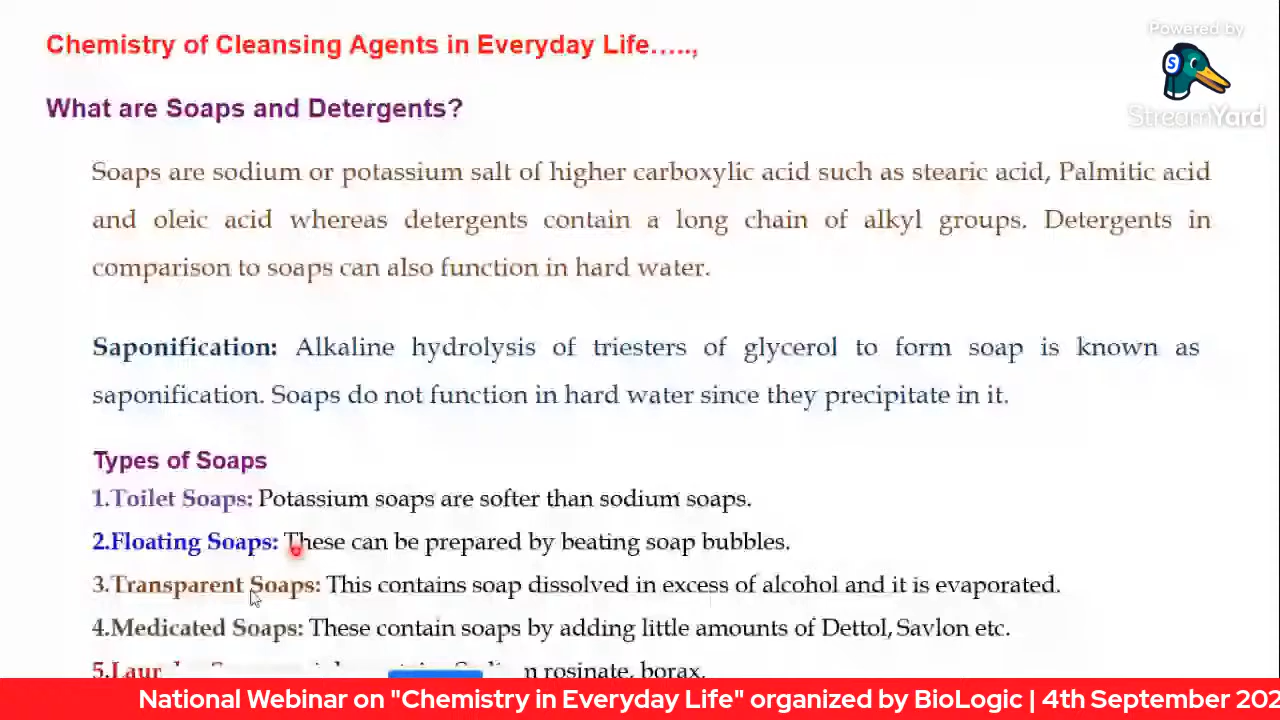 Chemistry of Cleansing Agents in Everyday Life.....,
Powered by
StreamYard
What are Soaps and Detergents?
Soaps are sodium or potassium salt of higher carboxylic acid such as stearic acid, Palmitic acid
and oleic acid whereas detergents contain a long chain of alkyl groups. Detergents in
comparison to soaps can also function in hard water.
Saponification: Alkaline hydrolysis of triesters of glycerol to form soap is known as
saponification. Soaps do not function in hard water since they precipitate in it.
Types of Soaps
1.Toilet Soaps: Potassium soaps are softer than sodium soaps.
2.Floating Soaps: These can be prepared by beating soap bubbles.
3.Transparent Soaps: This contains soap dissolved in excess of alcohol and it is evaporated.
4.Medicated Soaps: These contain soaps by adding little amounts of Dettol, Savlon etc.
5. rosinate, borax.
National Webinar on "Chemistry in Everyday Life" organized by BioLogic | 4th September 202